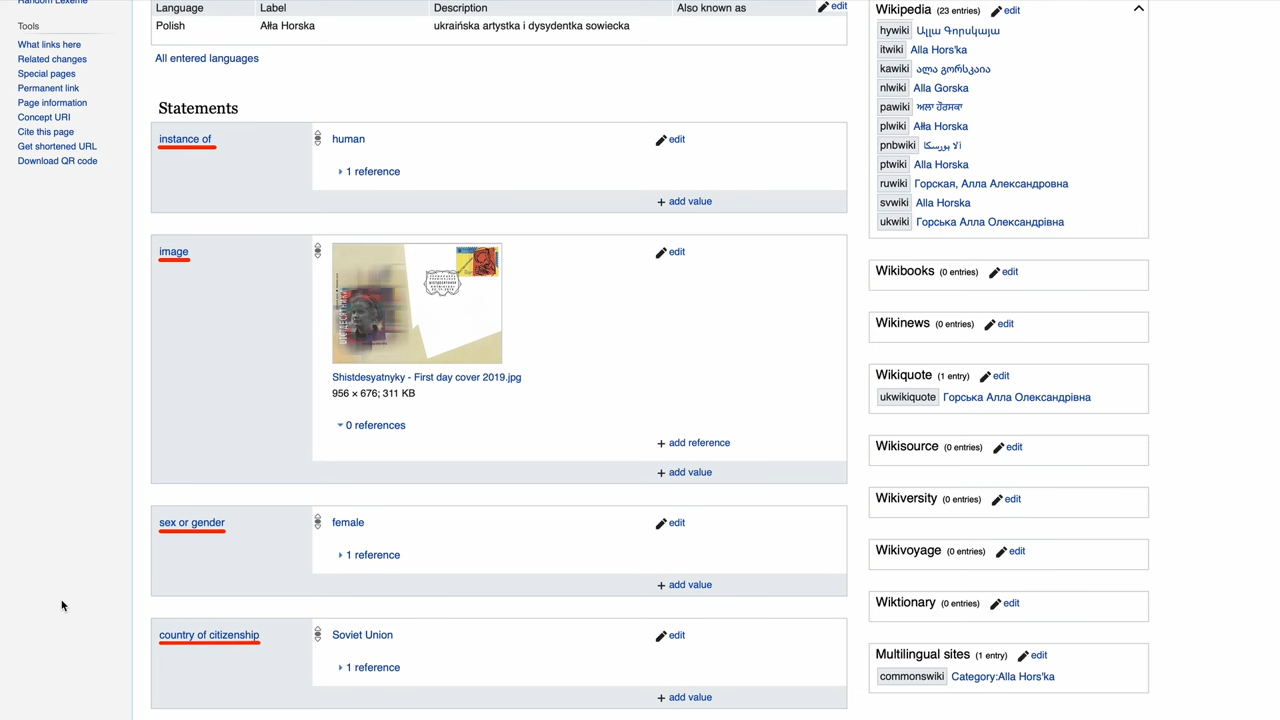 Random Lexeme
Tools
What links here
Related changes
Special pages
Permanent link
Page information
Concept URI
Cite this page
Get shortened URL
Download QR code
Language Label Description Also known as edit
Polish Ałła Horska ukraińska artystka i dysydentka sowiecka
All entered languages
Statements
instance of human edit
1 reference
+ add value
image edit
Shistdesyatnyky - First day cover 2019.jpg
956 × 676; 311 KB
0 references
+ add reference
+ add value
sex or gender female edit
1 reference
+ add value
country of citizenship Soviet Union edit
1 reference
+ add value
Wikipedia (23 entries) edit
hywiki Ալլա Գորսկայա
itwiki Alla Hors'ka
kawiki ალა გორსკაია
nlwiki Alla Gorska
pawiki ਅਲਾ ਹੋਰਸਕਾ
plwiki Ałła Horska
pnbwiki الا ہورسکا
ptwiki Alla Horska
ruwiki Горская, Алла Александровна
svwiki Alla Horska
ukwiki Горська Алла Олександрівна
Wikibooks (0 entries) edit
Wikinews (0 entries) edit
Wikiquote (1 entry) edit
ukwikiquote Горська Алла Олександрівна
Wikisource (0 entries) edit
Wikiversity (0 entries) edit
Wikivoyage (0 entries) edit
Wiktionary (0 entries) edit
Multilingual sites (1 entry) edit
commonswiki Category:Alla Hors'ka